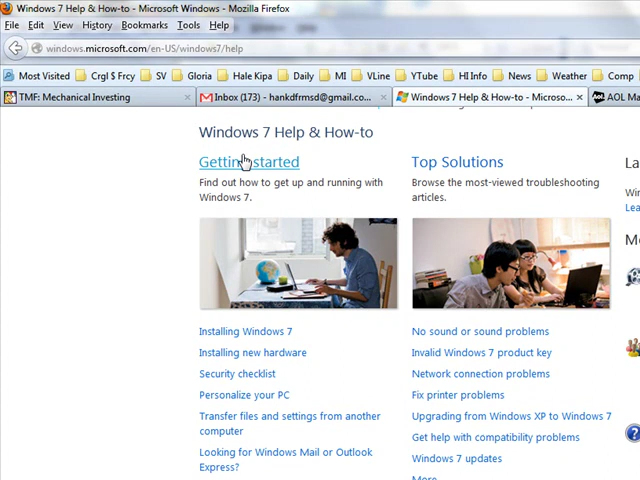 Windows 7 Help & How-to - Microsoft Windows - Mozilla Firefox
File Edit View History Bookmarks Tools Help
windows.microsoft.com/en-US/windows7/help
Most Visited Crgl $ Frcy SV Gloria Hale Kipa Daily MI VLine YTube HI Info News Weather Comp
TMF: Mechanical Investing Inbox (173) - hankdfrmsd@gmail.co... Windows 7 Help & How-to - Microso... AOL Ma
Windows 7 Help & How-to
Getting started
Find out how to get up and running with
Windows 7.
Installing Windows 7
Installing new hardware
Security checklist
Personalize your PC
Transfer files and settings from another
computer
Looking for Windows Mail or Outlook
Express?
Top Solutions
Browse the most-viewed troubleshooting
articles.
No sound or sound problems
Invalid Windows 7 product key
Network connection problems
Fix printer problems
Upgrading from Windows XP to Windows 7
Get help with compatibility problems
Windows 7 updates
More
La
Win
Lea
Mo